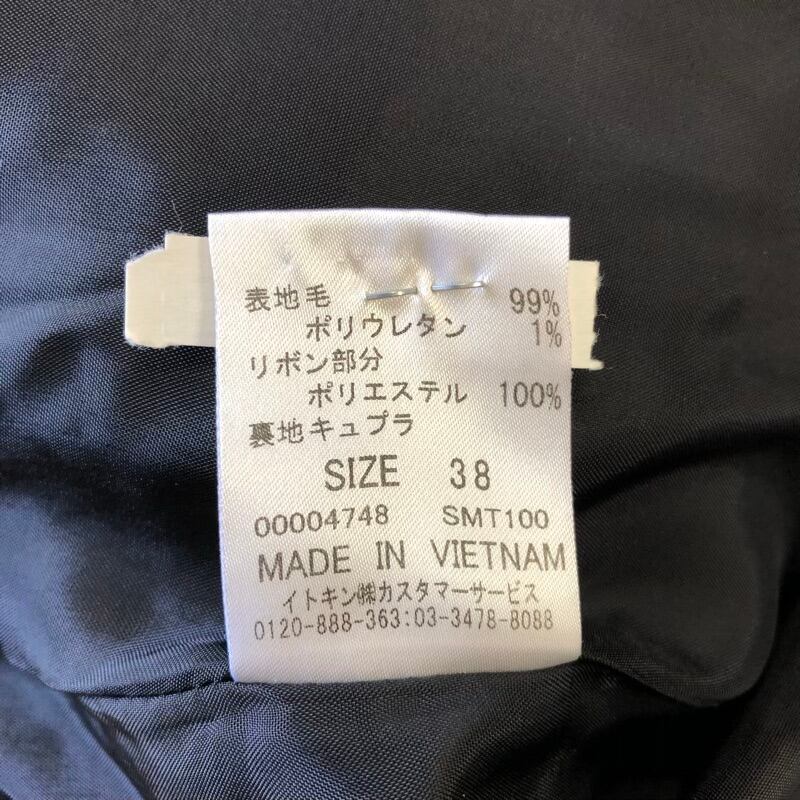 表地毛 99%
ポリウレタン 1%
リボン部分
ポリエステル 100%
裏地キュプラ
SIZE 38
00004748 SMT100
MADE IN VIETNAM
イトキン㈱カスタマーサービス
0120-888-363:03-3478-8088